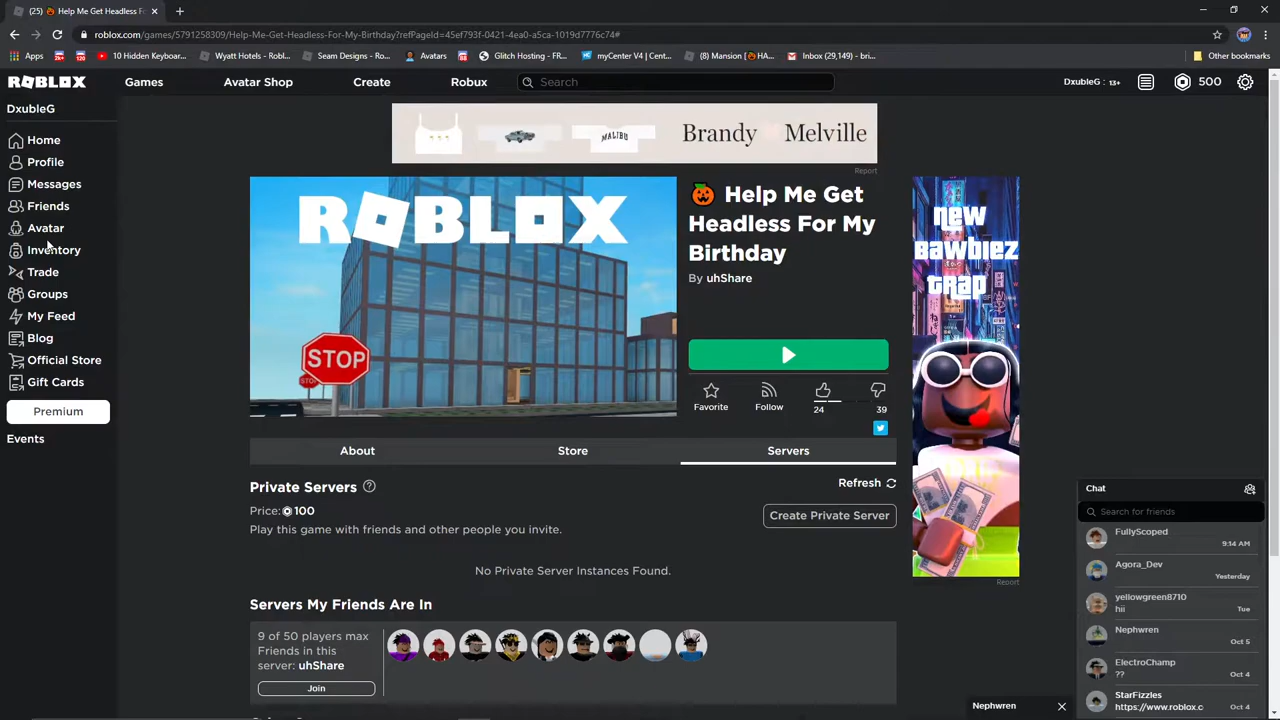 (25) Help Me Get Headless F
roblox.com/games/5791258309/Help-Me-Get-Headless-For-My-Birthday?refPageId=45ef793f-0421-4ea0-a5ca-1019d7776c74#
Apps
2k+
120
10 Hidden Keyboar...
Wyatt Hotels - Robl...
Seam Designs - Ro...
Avatars
Glitch Hosting - Cr...
myCenter V4 | Cent...
(8) Mansion [HA...
Inbox (29,149) - bri...
Other bookmarks
ROBLOX
Games
Avatar Shop
Create
Robux
Search
DxubleG : 13+
500
DxubleG
Home
Profile
Messages
Friends
Avatar
Inventory
Trade
Groups
My Feed
Blog
Official Store
Gift Cards
Premium
Events
MALIBU
Brandy Melville
Report
ROBLOX
STOP
STOP
Help Me Get
Headless For My
Birthday
By uhShare
Favorite
Follow
24
39
NEW
BAWBIEZ
TRAP
Report
About
Store
Servers
Private Servers
Refresh
Price: 100
Create Private Server
Play this game with friends and other people you invite.
No Private Server Instances Found.
Servers My Friends Are In
9 of 50 players max
Friends in this
server: uhShare
Join
Chat
Search for friends
FullyScoped
9:14 AM
Agora_Dev
Yesterday
yellowgreen8710
hii
Tue
Nephwren
Oct 5
ElectroChamp
??
Oct 4
StarFizzles
https://www.roblox.c
Oct 4
Nephwren